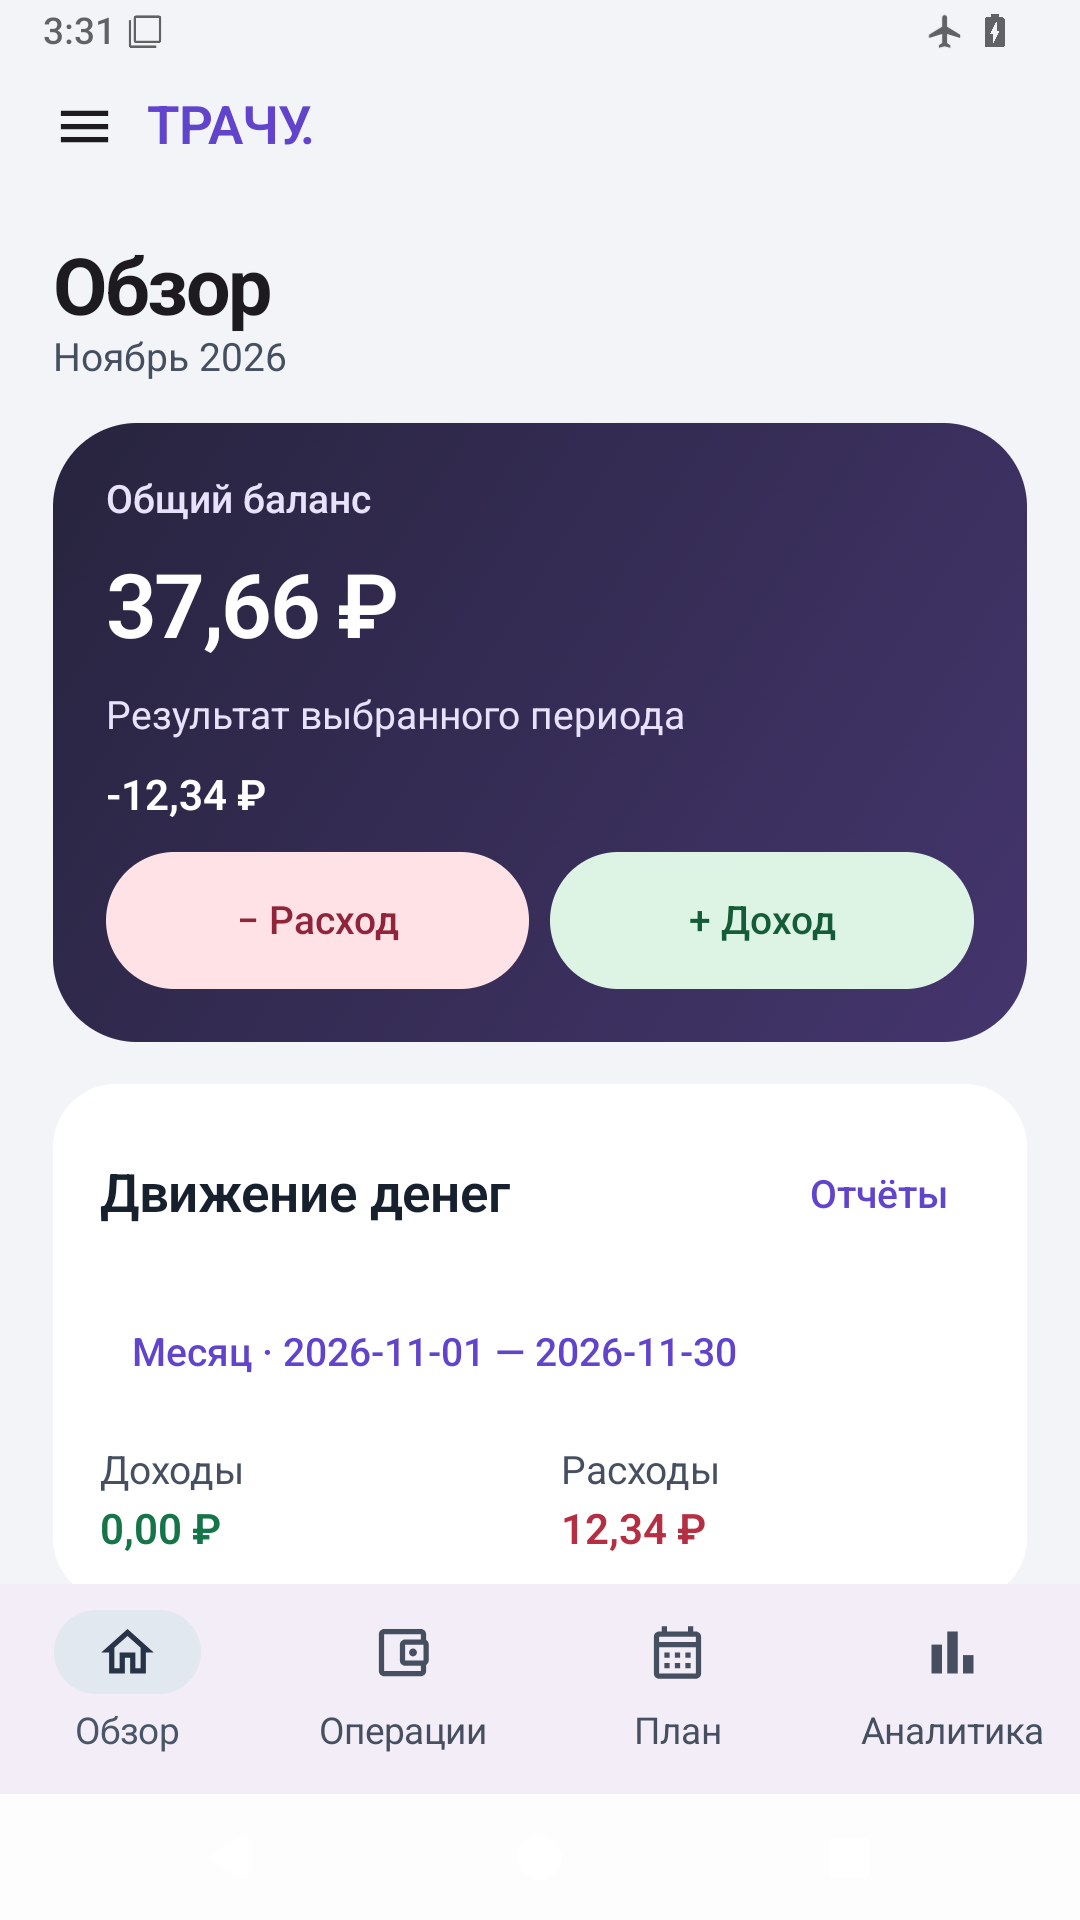 3:31
ТРАЧУ.
Обзор
Ноябрь 2026
Общий баланс
37,66 ₽
Результат выбранного периода
-12,34 ₽
− Расход
+ Доход
Движение денег
Отчёты
Месяц · 2026-11-01 — 2026-11-30
Доходы
Расходы
0,00 ₽
12,34 ₽
Обзор
Операции
План
Аналитика